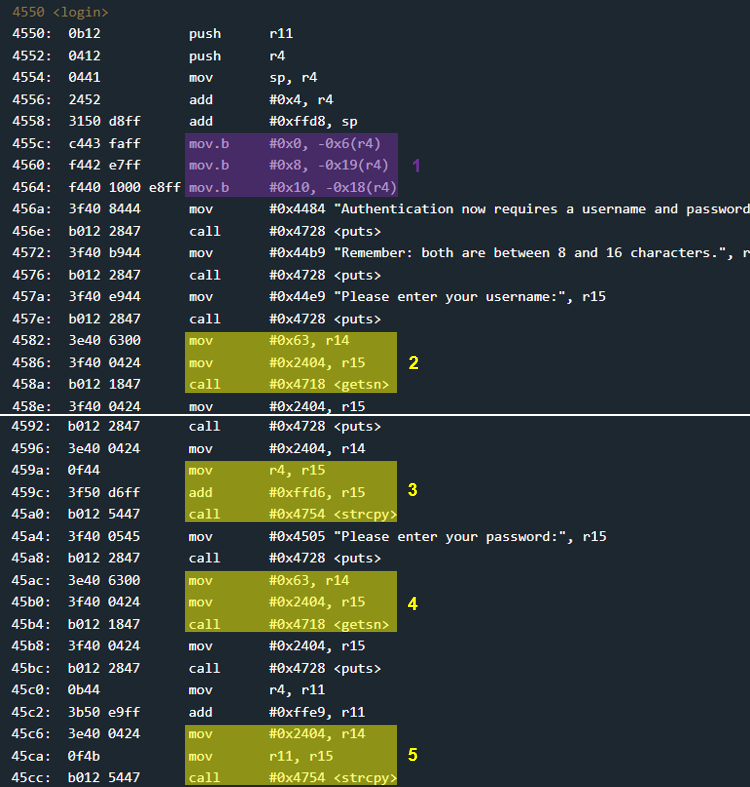 4550 <login>
4550: 0b12 push r11
4552: 0412 push r4
4554: 0441 mov sp, r4
4556: 2452 add #0x4, r4
4558: 3150 d8ff add #0xffd8, sp
455c: c443 faff mov.b #0x0, -0x6(r4)
4560: f442 e7ff mov.b #0x8, -0x19(r4) 1
4564: f440 1000 e8ff mov.b #0x10, -0x18(r4)
456a: 3f40 8444 mov #0x4484 "Authentication now requires a username and password
456e: b012 2847 call #0x4728 <puts>
4572: 3f40 b944 mov #0x44b9 "Remember: both are between 8 and 16 characters.", r
4576: b012 2847 call #0x4728 <puts>
457a: 3f40 e944 mov #0x44e9 "Please enter your username:", r15
457e: b012 2847 call #0x4728 <puts>
4582: 3e40 6300 mov #0x63, r14
4586: 3f40 0424 mov #0x2404, r15 2
458a: b012 1847 call #0x4718 <getsn>
458e: 3f40 0424 mov #0x2404, r15
4592: b012 2847 call #0x4728 <puts>
4596: 3e40 0424 mov #0x2404, r14
459a: 0f44 mov r4, r15
459c: 3f50 d6ff add #0xffd6, r15 3
45a0: b012 5447 call #0x4754 <strcpy>
45a4: 3f40 0545 mov #0x4505 "Please enter your password:", r15
45a8: b012 2847 call #0x4728 <puts>
45ac: 3e40 6300 mov #0x63, r14
45b0: 3f40 0424 mov #0x2404, r15 4
45b4: b012 1847 call #0x4718 <getsn>
45b8: 3f40 0424 mov #0x2404, r15
45bc: b012 2847 call #0x4728 <puts>
45c0: 0b44 mov r4, r11
45c2: 3b50 e9ff add #0xffe9, r11
45c6: 3e40 0424 mov #0x2404, r14
45ca: 0f4b mov r11, r15 5
45cc: b012 5447 call #0x4754 <strcpy>